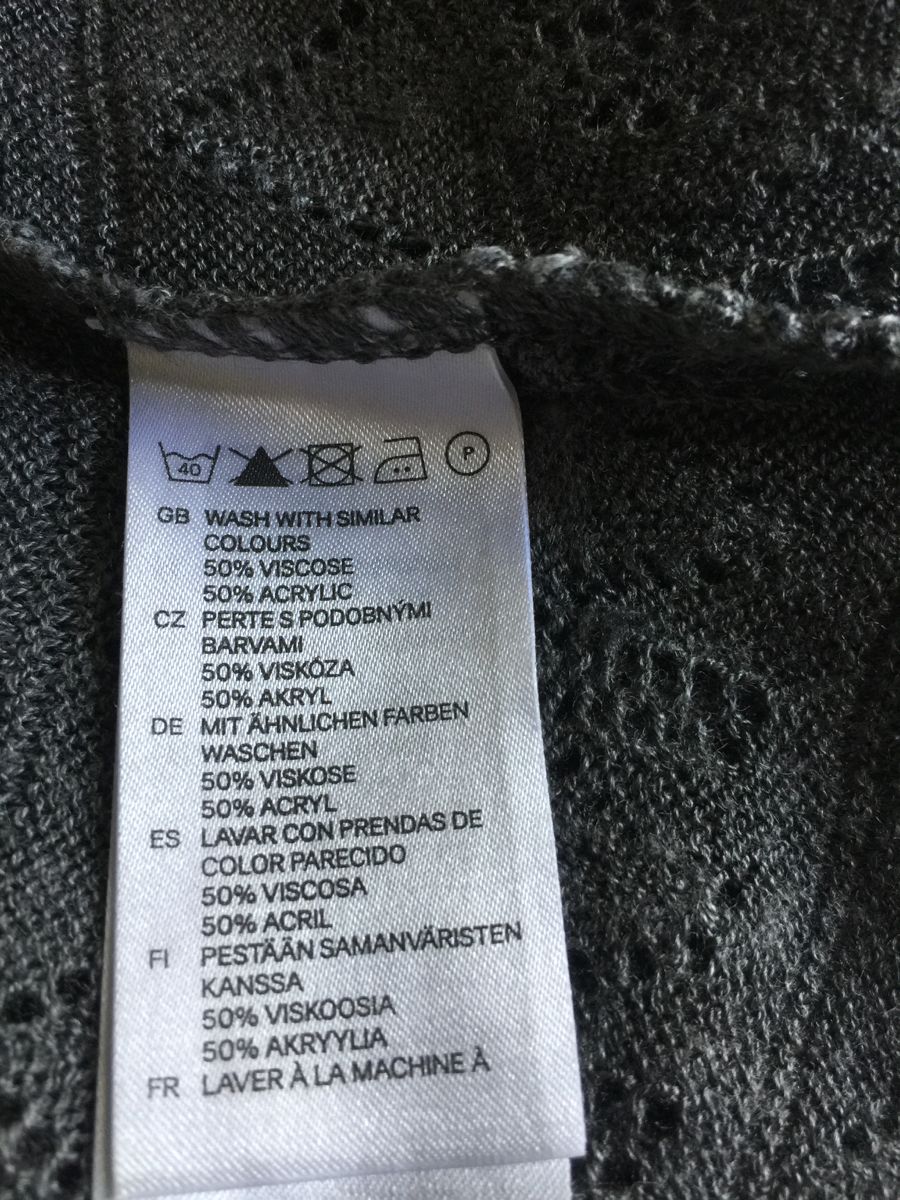 40 P
GB WASH WITH SIMILAR
COLOURS
50% VISCOSE
50% ACRYLIC
CZ PERTE S PODOBNÝMI
BARVAMI
50% VISKÓZA
50% AKRYL
DE MIT ÄHNLICHEN FARBEN
WASCHEN
50% VISKOSE
50% ACRYL
ES LAVAR CON PRENDAS DE
COLOR PARECIDO
50% VISCOSA
50% ACRIL
FI PESTÄÄN SAMANVÄRISTEN
KANSSA
50% VISKOOSIA
50% AKRYYLIA
FR LAVER À LA MACHINE À